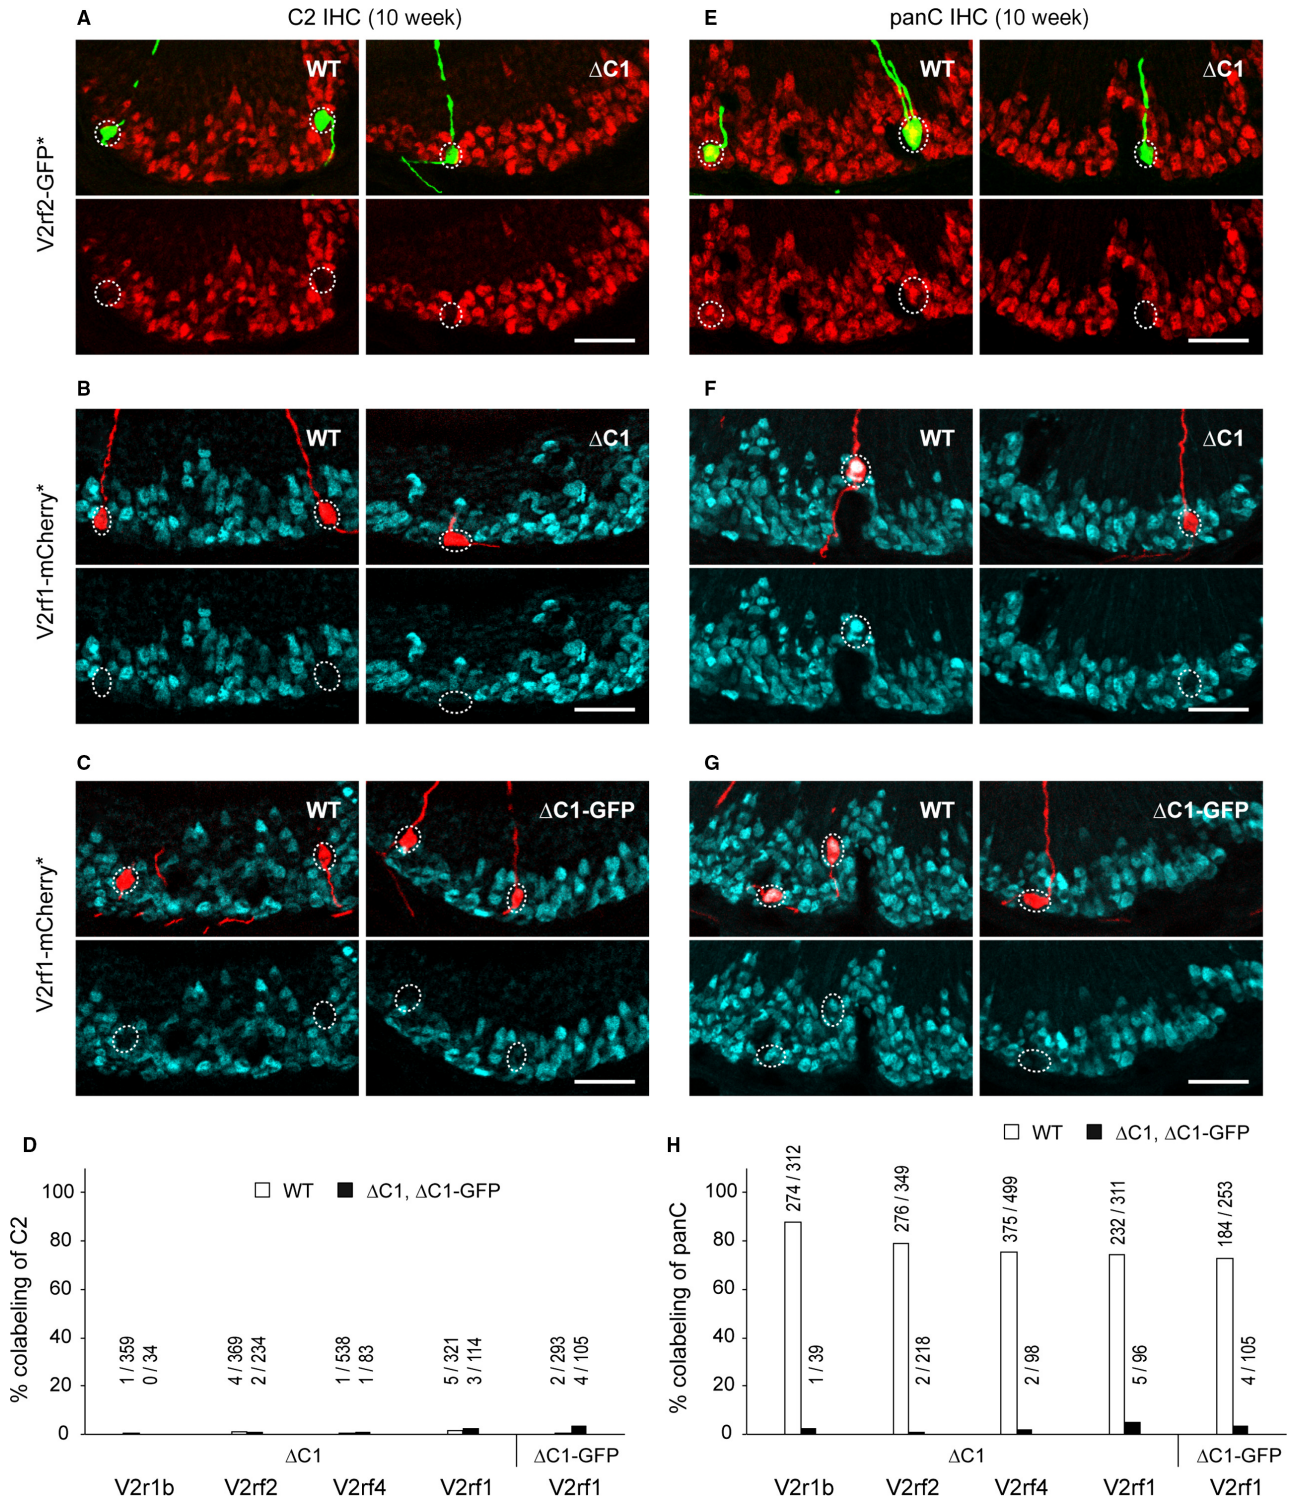 A
C2 IHC (10 week)
V2rf2-GFP*
WT
ΔC1
B
V2rf1-mCherry*
WT
ΔC1
C
V2rf1-mCherry*
WT
ΔC1-GFP
D
WT
ΔC1, ΔC1-GFP
% colabeling of C2
100
80
60
40
20
0
1 / 359
0 / 34
4 / 369
2 / 234
1 / 538
1 / 83
5 / 321
3 / 114
2 / 293
4 / 105
ΔC1
ΔC1-GFP
V2r1b
V2rf2
V2rf4
V2rf1
V2rf1
E
panC IHC (10 week)
WT
ΔC1
F
WT
ΔC1
G
WT
ΔC1-GFP
H
WT
ΔC1, ΔC1-GFP
% colabeling of panC
100
80
60
40
20
0
274 / 312
1 / 39
276 / 349
2 / 218
375 / 499
2 / 98
232 / 311
5 / 96
184 / 253
4 / 105
ΔC1
ΔC1-GFP
V2r1b
V2rf2
V2rf4
V2rf1
V2rf1